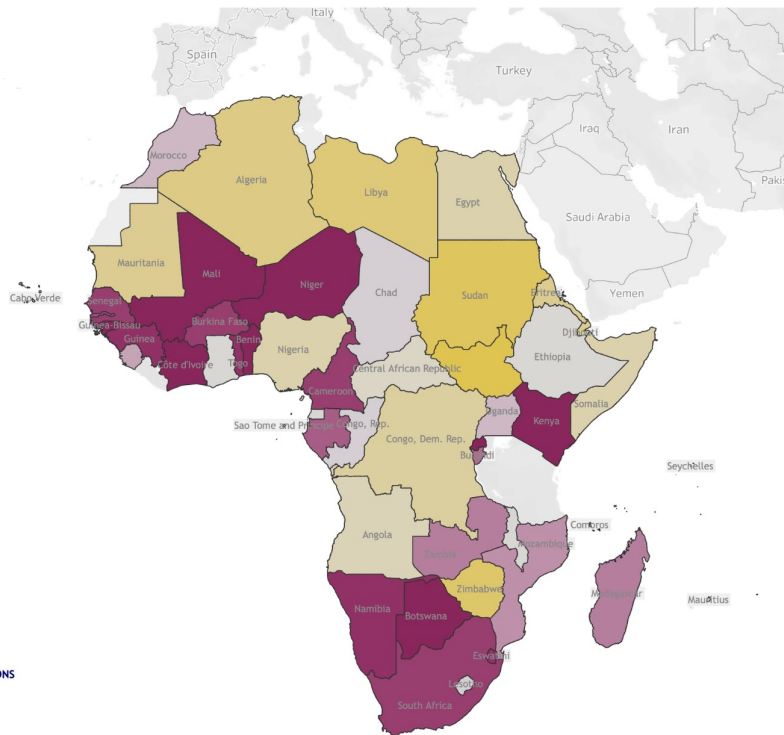 Italy
Spain
Turkey
Iraq
Iran
Pakis
Morocco
Algeria
Libya
Egypt
Saudi Arabia
Mauritania
Mali
Niger
Chad
Sudan
Eritrea
Yemen
Cabo Verde
Senegal
Guinea-Bissau
Guinea
Burkina Faso
Benin
Nigeria
Djibouti
Ethiopia
Côte d'Ivoire
Togo
Cameroon
Central African Republic
Somalia
Sao Tome and Principe
Congo, Rep.
Congo, Dem. Rep.
Uganda
Kenya
Burundi
Seychelles
Angola
Comoros
Zambia
Mozambique
Zimbabwe
Madagascar
Mauritius
Namibia
Botswana
Eswatini
Lesotho
South Africa
ONS